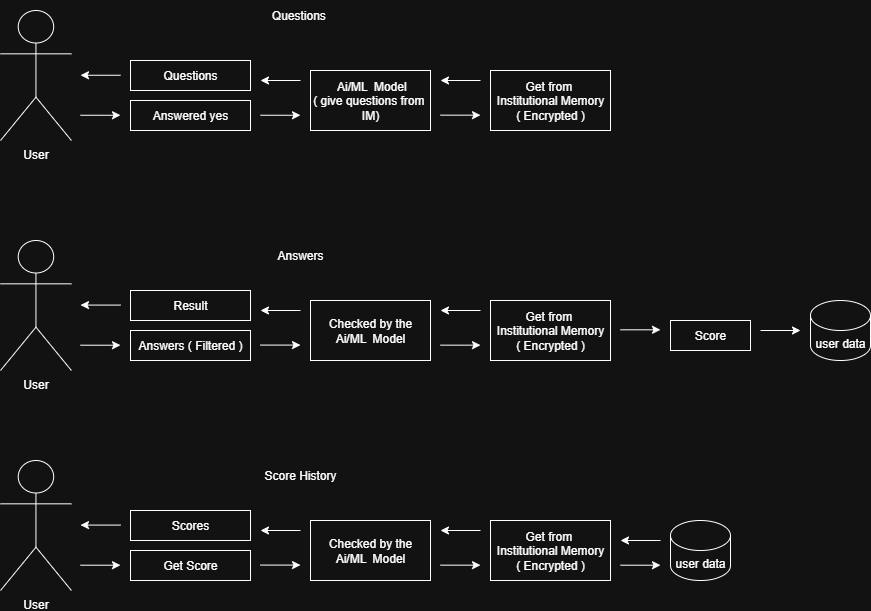 Questions
Questions
Answered yes
Ai/ML Model
( give questions from
IM)
Get from
Institutional Memory
( Encrypted )
User
Answers
Result
Answers ( Filtered )
Checked by the
Ai/ML Model
Get from
Institutional Memory
( Encrypted )
Score
user data
User
Score History
Scores
Get Score
Checked by the
Ai/ML Model
Get from
Institutional Memory
( Encrypted )
user data
User